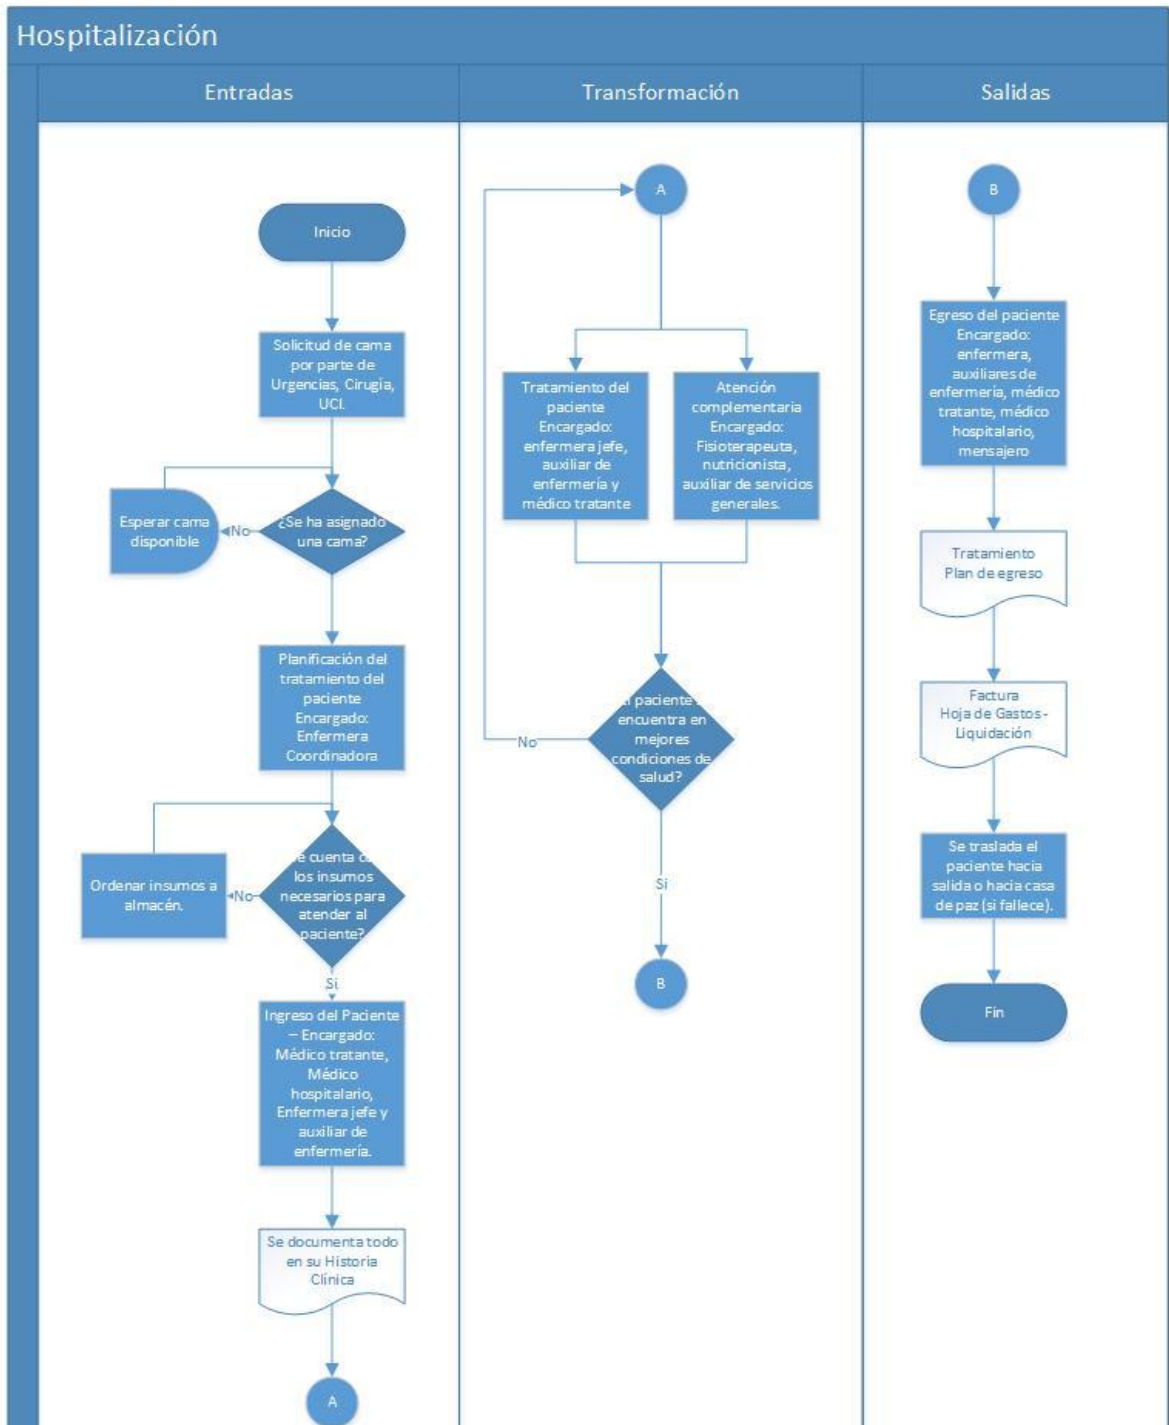 Hospitalización
Entradas
Transformación
Salidas
Inicio
Solicitud de cama
por parte de
Urgencias, Cirugía,
UCI.
Esperar cama
disponible
No
¿Se ha asignado
una cama?
Planificación del
tratamiento del
paciente
Encargado:
Enfermera
Coordinadora
Ordenar insumos a
almacén.
No
cuenta
los insumos
necesarios para
atender al
paciente?
Si
Ingreso del Paciente
– Encargado:
Médico tratante,
Médico
hospitalario,
Enfermera jefe y
auxiliar de
enfermería.
Se documenta todo
en su Historia
Clínica
A
A
Tratamiento del
paciente
Encargado:
enfermera jefe,
auxiliar de
enfermería y
médico tratante
Atención
complementaria
Encargado:
Fisioterapeuta,
nutricionista,
auxiliar de servicios
generales.
No
paciente
encuentra en
mejores
condiciones de
salud?
Si
B
B
Egreso del paciente
Encargado:
enfermera,
auxiliares de
enfermería, médico
tratante, médico
hospitalario,
mensajero
Tratamiento
Plan de egreso
Factura
Hoja de Gastos -
Liquidación
Se traslada el
paciente hacia
salida o hacia casa
de paz (si fallece).
Fin